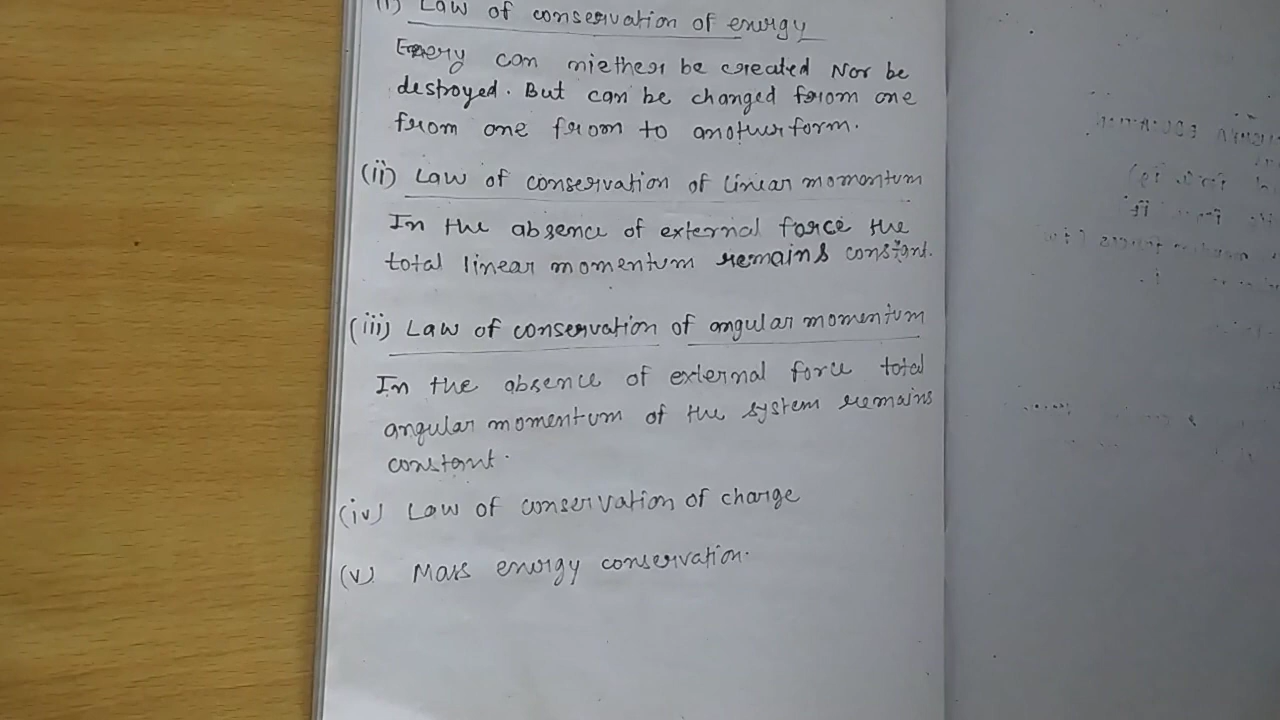 (i) Law of conservation of energy
Enery can niether be created Nor be
destroyed. But can be changed from one
from one from to another form.
(ii) Law of conservation of linear momentum
In the absence of external force the
total linear momentum remains constant.
(iii) Law of conservation of angular momentum
In the absence of external force total
angular momentum of the system remains
constant.
(iv) Law of conservation of charge
(v) Mass energy conservation.